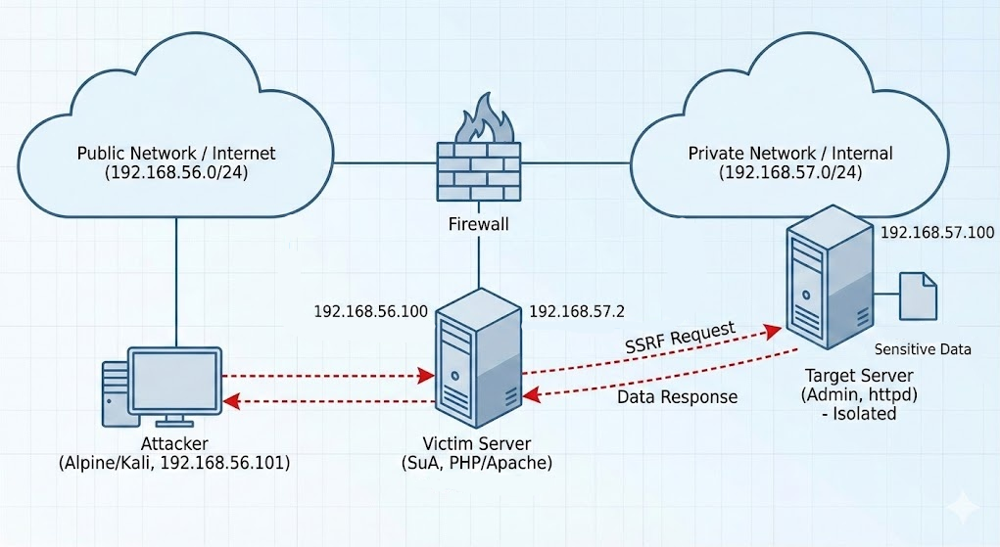 Public Network / Internet
(192.168.56.0/24)
Private Network / Internal
(192.168.57.0/24)
Firewall
192.168.57.100
192.168.56.100
192.168.57.2
SSRF Request
Sensitive Data
Data Response
Target Server
(Admin, httpd)
- Isolated
Attacker
(Alpine/Kali, 192.168.56.101)
Victim Server
(SuA, PHP/Apache)